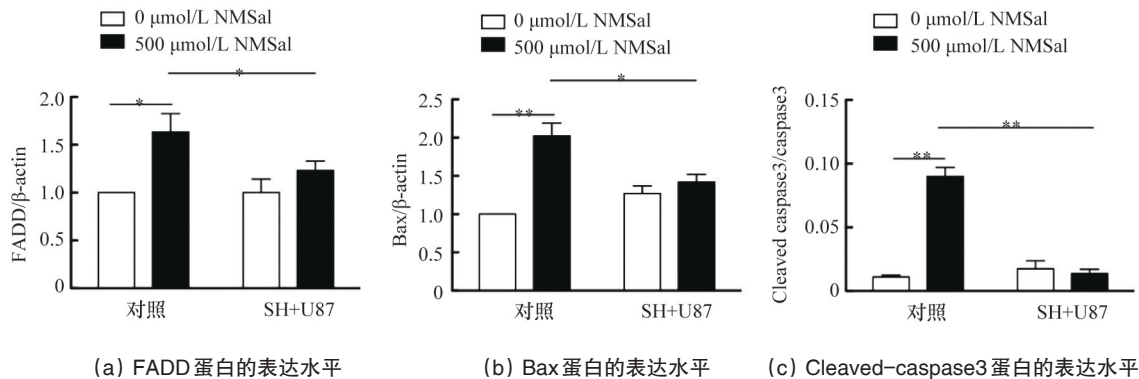 0 μmol/L NMSal
500 μmol/L NMSal
*
*
2.0
1.5
1.0
0.5
0
FADD/β-actin
对照
SH+U87
(a) FADD蛋白的表达水平
0 μmol/L NMSal
500 μmol/L NMSal
*
**
2.5
2.0
1.5
1.0
0.5
0
Bax/β-actin
对照
SH+U87
(b) Bax蛋白的表达水平
0 μmol/L NMSal
500 μmol/L NMSal
**
**
0.15
0.10
0.05
0
Cleaved caspase3/caspase3
对照
SH+U87
(c) Cleaved-caspase3蛋白的表达水平